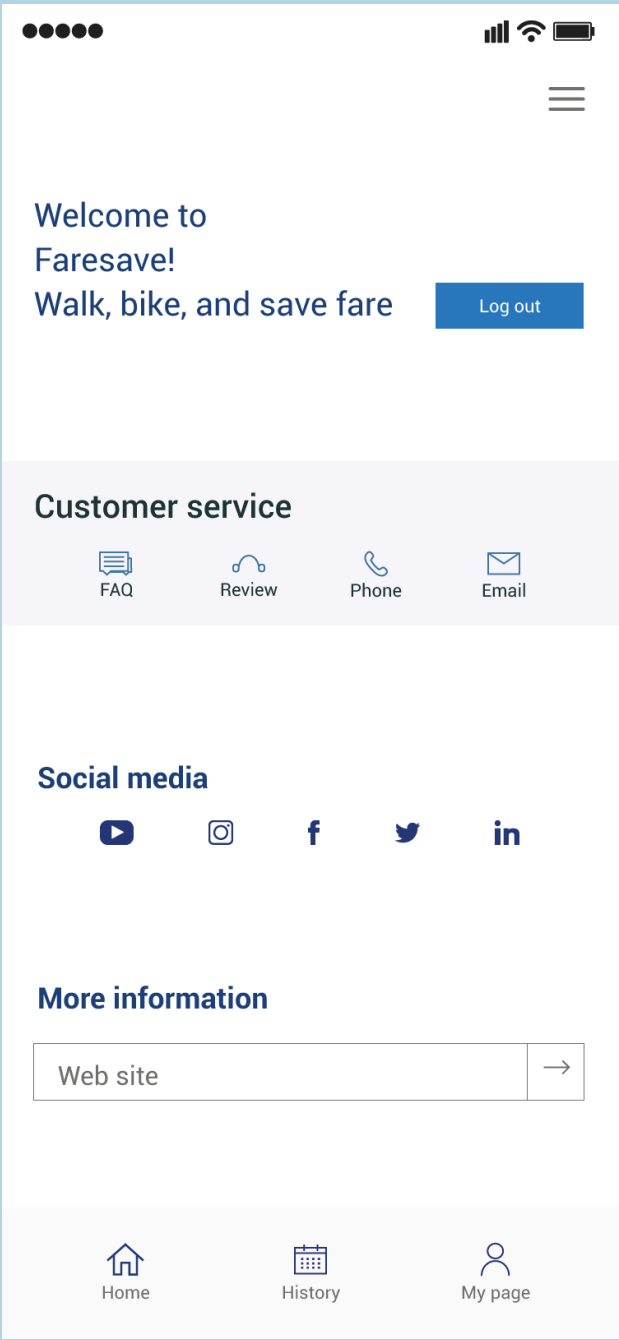 Welcome to
Faresave!
Walk, bike, and save fare
Log out
Customer service
FAQ
Review
Phone
Email
Social media
More information
Web site
Home
History
My page